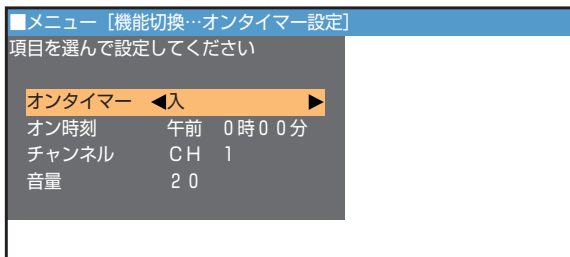 ■メニュー［機能切換…オンタイマー設定］
項目を選んで設定してください
オンタイマー ◀入 ▶
オン時刻 午前 0時00分
チャンネル CH 1
音量 20